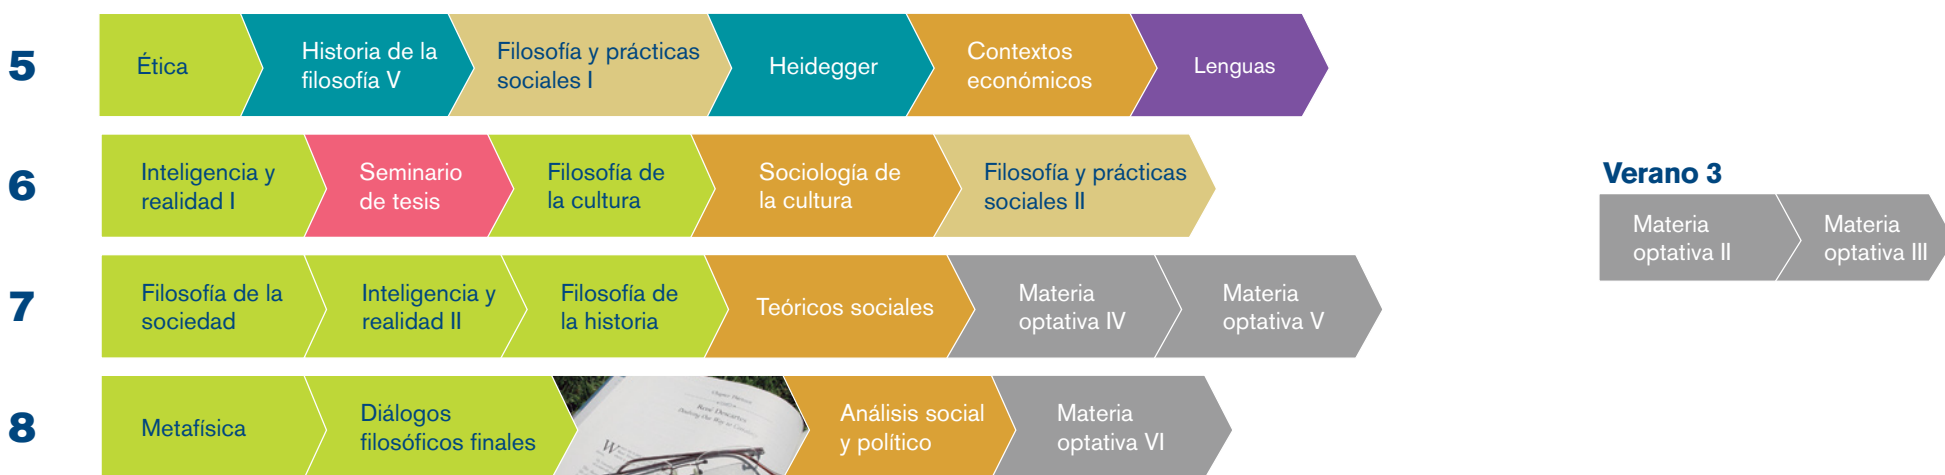 5
Ética
Historia de la
filosofía V
Filosofía y prácticas
sociales I
Heidegger
Contextos
económicos
Lenguas
6
Inteligencia y
realidad I
Seminario
de tesis
Filosofía de
la cultura
Sociología de
la cultura
Filosofía y prácticas
sociales II
Verano 3
Materia
optativa II
Materia
optativa III
7
Filosofía de la
sociedad
Inteligencia y
realidad II
Filosofía de
la historia
Teóricos sociales
Materia
optativa IV
Materia
optativa V
8
Metafísica
Diálogos
filosóficos finales
René Descartes
Análisis social
y político
Materia
optativa VI